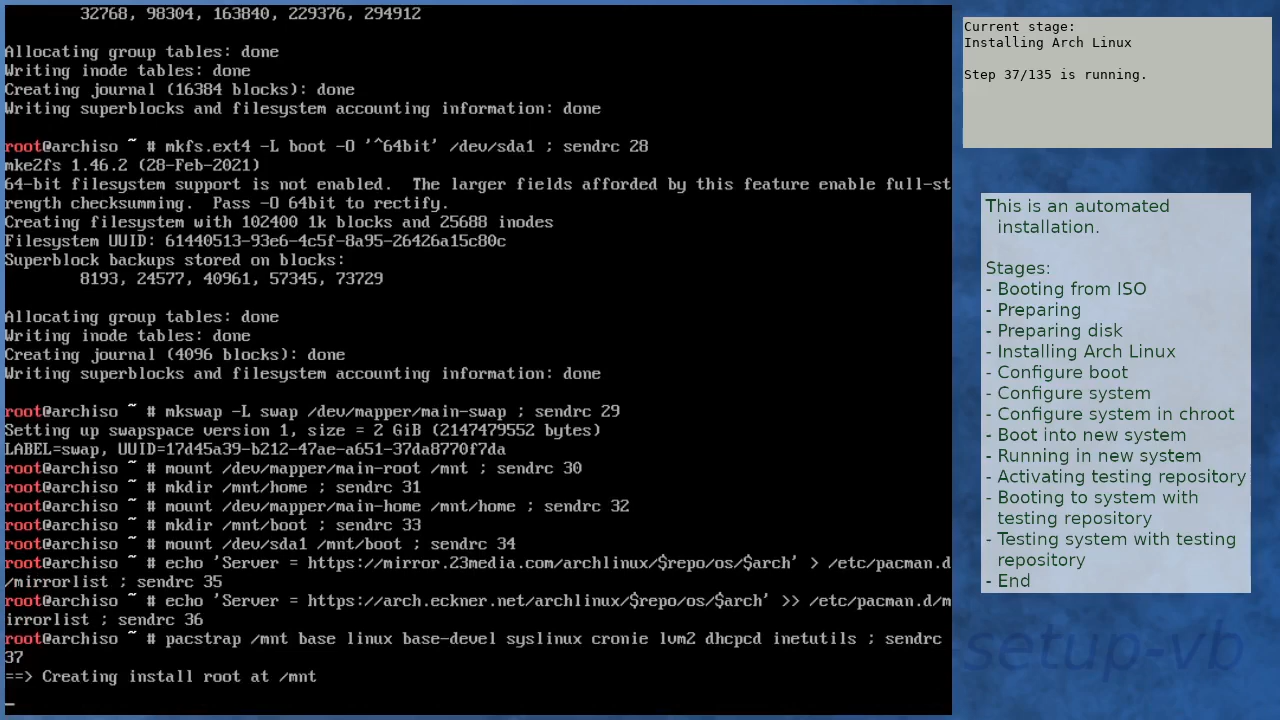 32768, 98304, 163840, 229376, 294912
Allocating group tables: done
Writing inode tables: done
Creating journal (16384 blocks): done
Writing superblocks and filesystem accounting information: done
root@archiso ~ # mkfs.ext4 -L boot -O '^64bit' /dev/sda1 ; sendrc 28
mke2fs 1.46.2 (28-Feb-2021)
64-bit filesystem support is not enabled.  The larger fields afforded by this feature enable full-st
rength checksumming.  Pass -O 64bit to rectify.
Creating filesystem with 102400 1k blocks and 25688 inodes
Filesystem UUID: 61440513-93e6-4c5f-8a95-26426a15c80c
Superblock backups stored on blocks:
8193, 24577, 40961, 57345, 73729
Allocating group tables: done
Writing inode tables: done
Creating journal (4096 blocks): done
Writing superblocks and filesystem accounting information: done
root@archiso ~ # mkswap -L swap /dev/mapper/main-swap ; sendrc 29
Setting up swapspace version 1, size = 2 GiB (2147479552 bytes)
LABEL=swap, UUID=17d45a39-b212-47ae-a651-37da8770f7da
root@archiso ~ # mount /dev/mapper/main-root /mnt ; sendrc 30
root@archiso ~ # mkdir /mnt/home ; sendrc 31
root@archiso ~ # mount /dev/mapper/main-home /mnt/home ; sendrc 32
root@archiso ~ # mkdir /mnt/boot ; sendrc 33
root@archiso ~ # mount /dev/sda1 /mnt/boot ; sendrc 34
root@archiso ~ # echo 'Server = https://mirror.23media.com/archlinux/$repo/os/$arch' > /etc/pacman.d
/mirrorlist ; sendrc 35
root@archiso ~ # echo 'Server = https://arch.eckner.net/archlinux/$repo/os/$arch' >> /etc/pacman.d/m
irrorlist ; sendrc 36
root@archiso ~ # pacstrap /mnt base linux base-devel syslinux cronie lvm2 dhcpcd inetutils ; sendrc
37
==> Creating install root at /mnt
Current stage:
Installing Arch Linux
Step 37/135 is running.
This is an automated
installation.
Stages:
- Booting from ISO
- Preparing
- Preparing disk
- Installing Arch Linux
- Configure boot
- Configure system
- Configure system in chroot
- Boot into new system
- Running in new system
- Activating testing repository
- Booting to system with
testing repository
- Testing system with testing
repository
- End
setup-vb